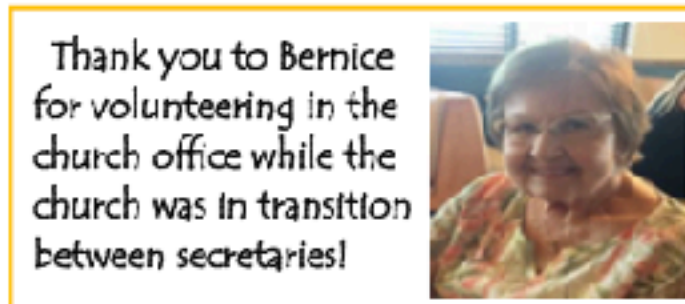 Thank you to Bernice
for volunteering in the
church office while the
church was in transition
between secretaries!